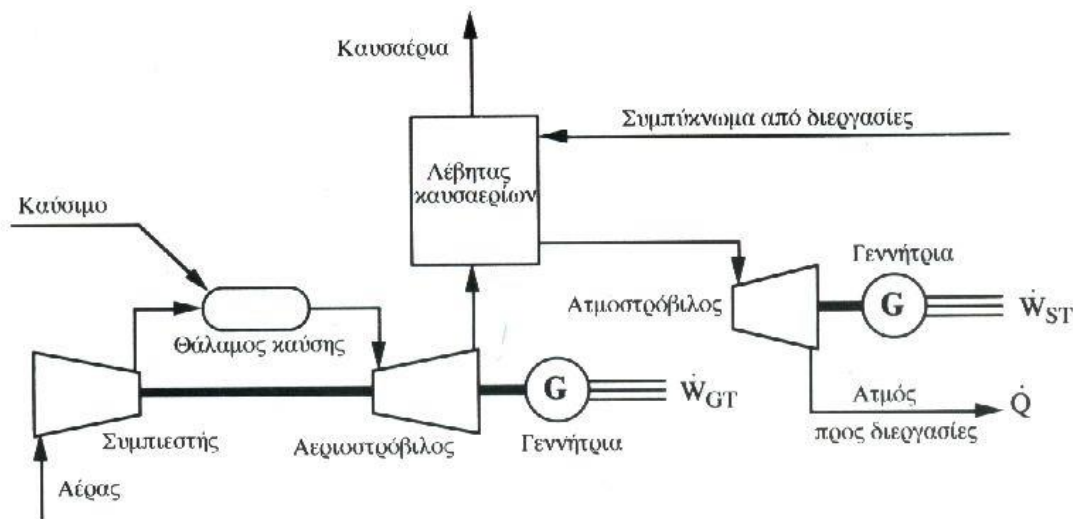 Καυσαέρια
Συμπύκνωμα από διεργασίες
Λέβητας
καυσαερίων
Καύσιμο
Γεννήτρια
Ατμοστρόβιλος
G
Ẇ_ST
Θάλαμος καύσης
G
Ẇ_GT
Ατμός
Q̇
προς διεργασίες
Συμπιεστής
Αεριοστρόβιλος
Γεννήτρια
Αέρας